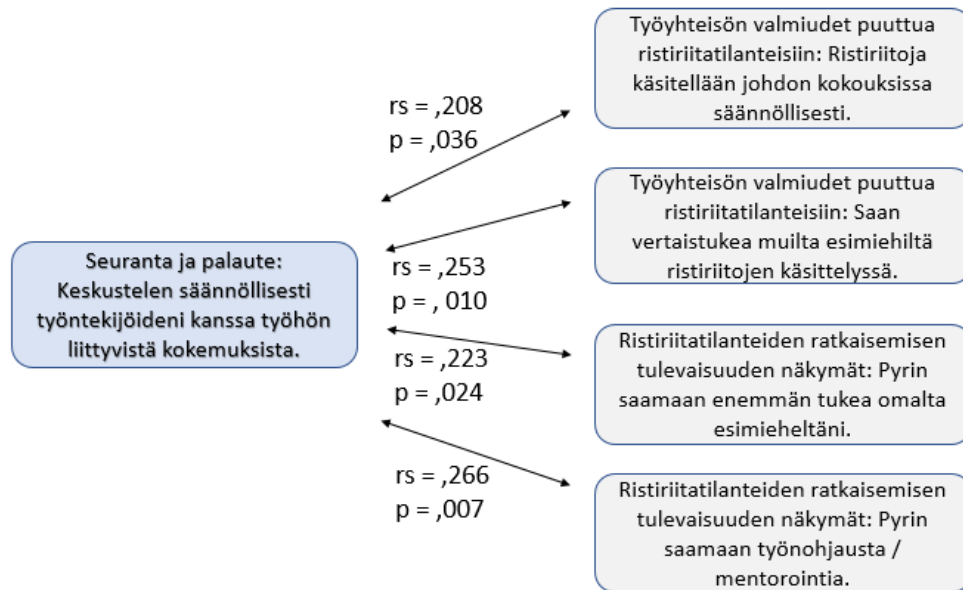 Seuranta ja palaute:
Keskustelen säännöllisesti
työntekijöideni kanssa työhön
liittyvistä kokemuksista.
rs = ,208
p = ,036
Työyhteisön valmiudet puuttua
ristiriitatilanteisiin: Ristiriitoja
käsitellään johdon kokouksissa
säännöllisesti.
rs = ,253
p = , 010
Työyhteisön valmiudet puuttua
ristiriitatilanteisiin: Saan
vertaistukea muilta esimiehiltä
ristiriitojen käsittelyssä.
rs = ,223
p = ,024
Ristiriitatilanteiden ratkaisemisen
tulevaisuuden näkymät: Pyrin
saamaan enemmän tukea omalta
esimieheltäni.
rs = ,266
p = ,007
Ristiriitatilanteiden ratkaisemisen
tulevaisuuden näkymät: Pyrin
saamaan työnohjausta /
mentorointia.